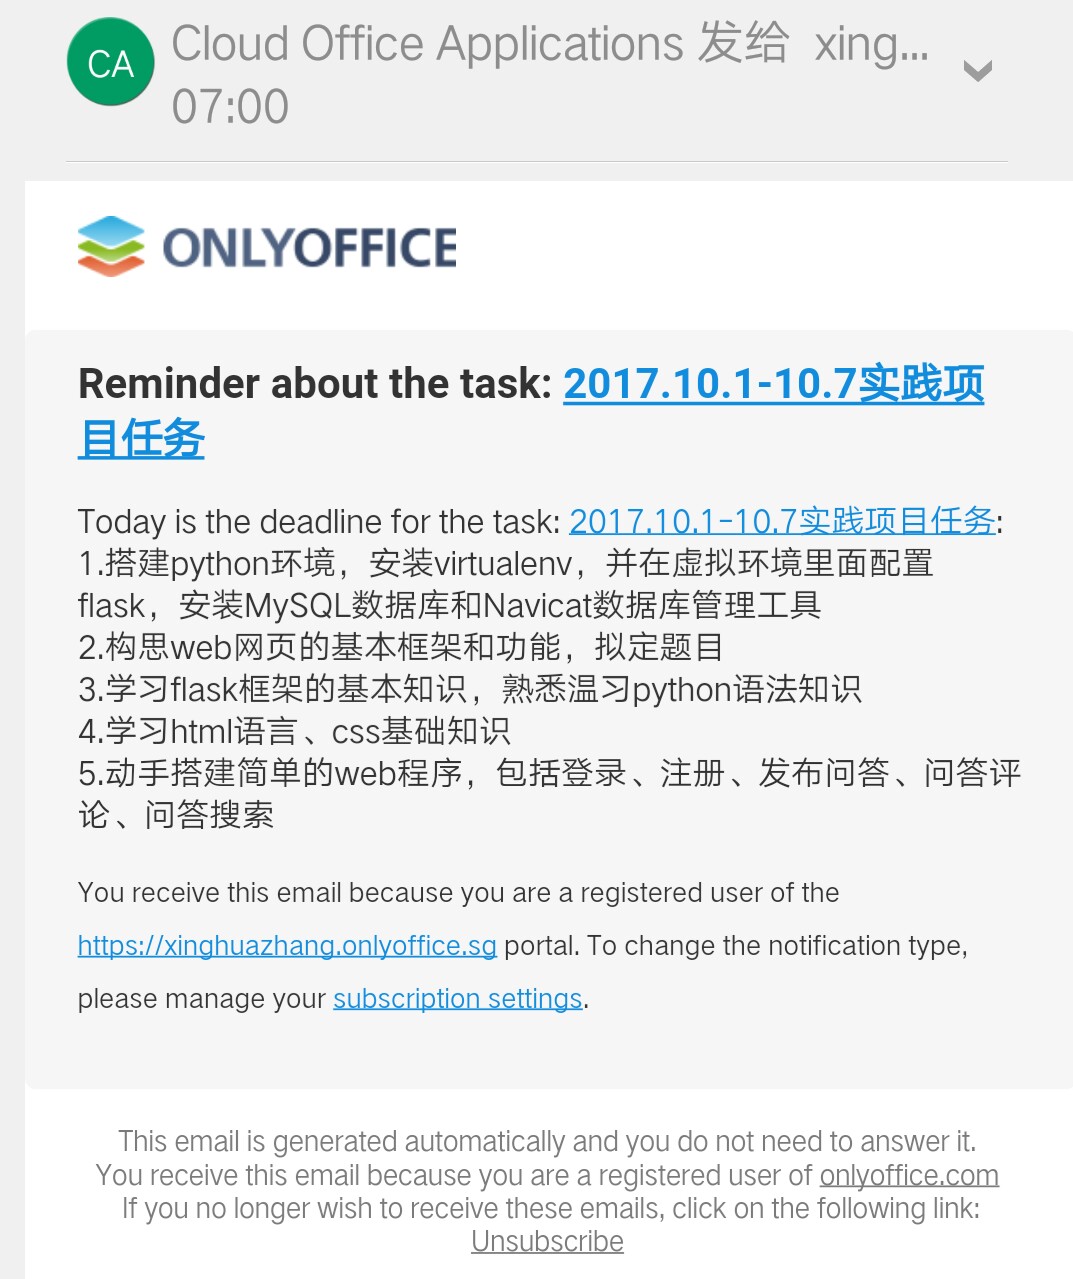 CA
Cloud Office Applications 发给 xing...
07:00
ONLYOFFICE
Reminder about the task: 2017.10.1-10.7实践项
目任务
Today is the deadline for the task: 2017.10.1-10.7实践项目任务:
1.搭建python环境，安装virtualenv，并在虚拟环境里面配置
flask，安装MySQL数据库和Navicat数据库管理工具
2.构思web网页的基本框架和功能，拟定题目
3.学习flask框架的基本知识，熟悉温习python语法知识
4.学习html语言、css基础知识
5.动手搭建简单的web程序，包括登录、注册、发布问答、问答评
论、问答搜索
You receive this email because you are a registered user of the
https://xinghuazhang.onlyoffice.sg portal. To change the notification type,
please manage your subscription settings.
This email is generated automatically and you do not need to answer it.
You receive this email because you are a registered user of onlyoffice.com
If you no longer wish to receive these emails, click on the following link:
Unsubscribe